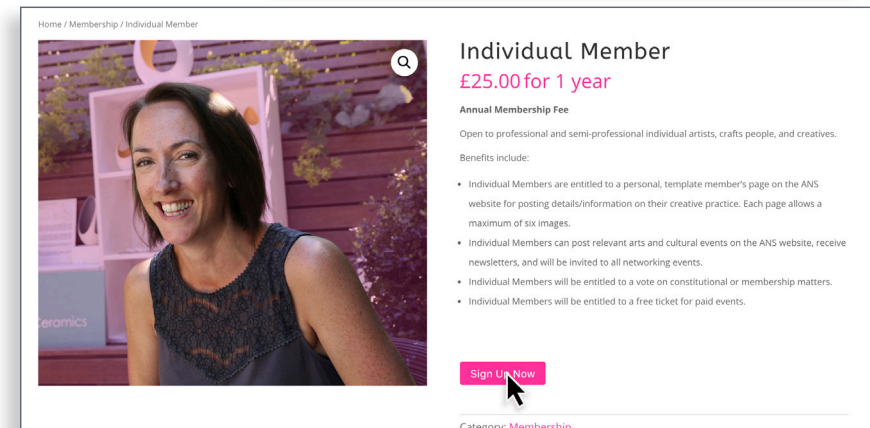 Home / Membership / Individual Member
Individual Member
£25.00 for 1 year
Annual Membership Fee
Open to professional and semi-professional individual artists, crafts people, and creatives.
Benefits include:
• Individual Members are entitled to a personal, template member's page on the ANS
website for posting details/information on their creative practice. Each page allows a
maximum of six images.
• Individual Members can post relevant arts and cultural events on the ANS website, receive
newsletters, and will be invited to all networking events.
• Individual Members will be entitled to a vote on constitutional or membership matters.
• Individual Members will be entitled to a free ticket for paid events.
eramics
Sign Up Now
Category: Membership